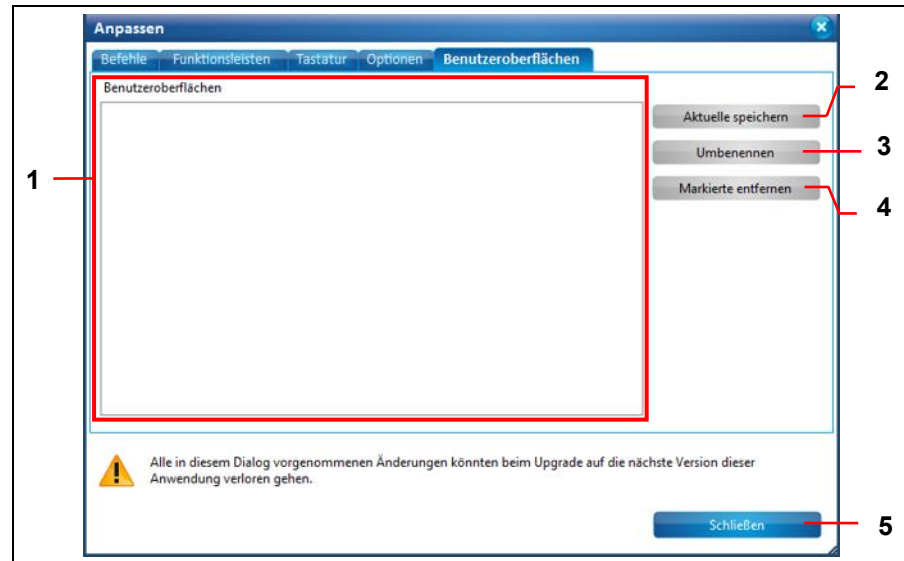 Anpassen
Befehle Funktionsleisten Tastatur Optionen Benutzeroberflächen
Benutzeroberflächen
2
Aktuelle speichern
Umbenennen 3
1
Markierte entfernen
4
Alle in diesem Dialog vorgenommenen Änderungen könnten beim Upgrade auf die nächste Version dieser
Anwendung verloren gehen.
Schließen 5